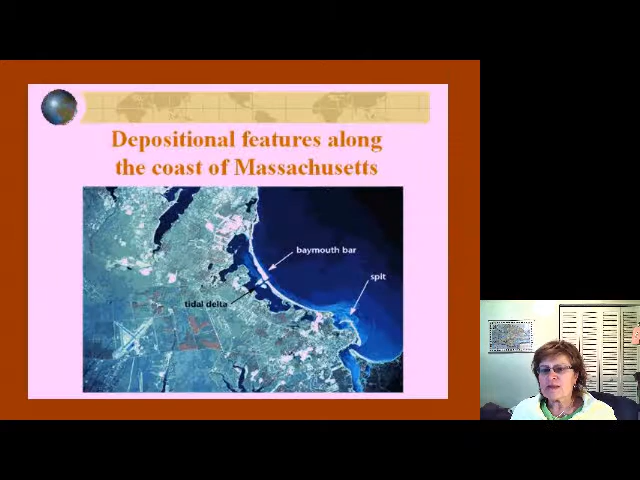 Depositional features along
the coast of Massachusetts
baymouth bar
spit
tidal delta